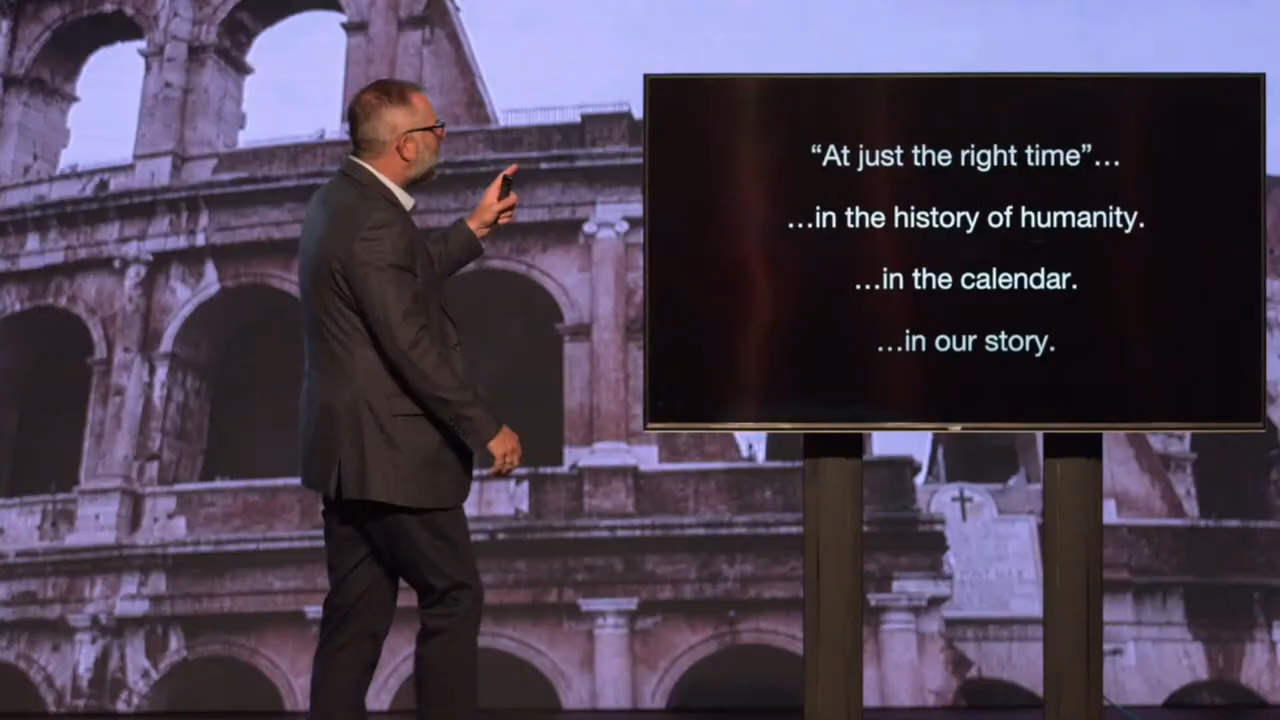 “At just the right time”...
...in the history of humanity.
...in the calendar.
...in our story.